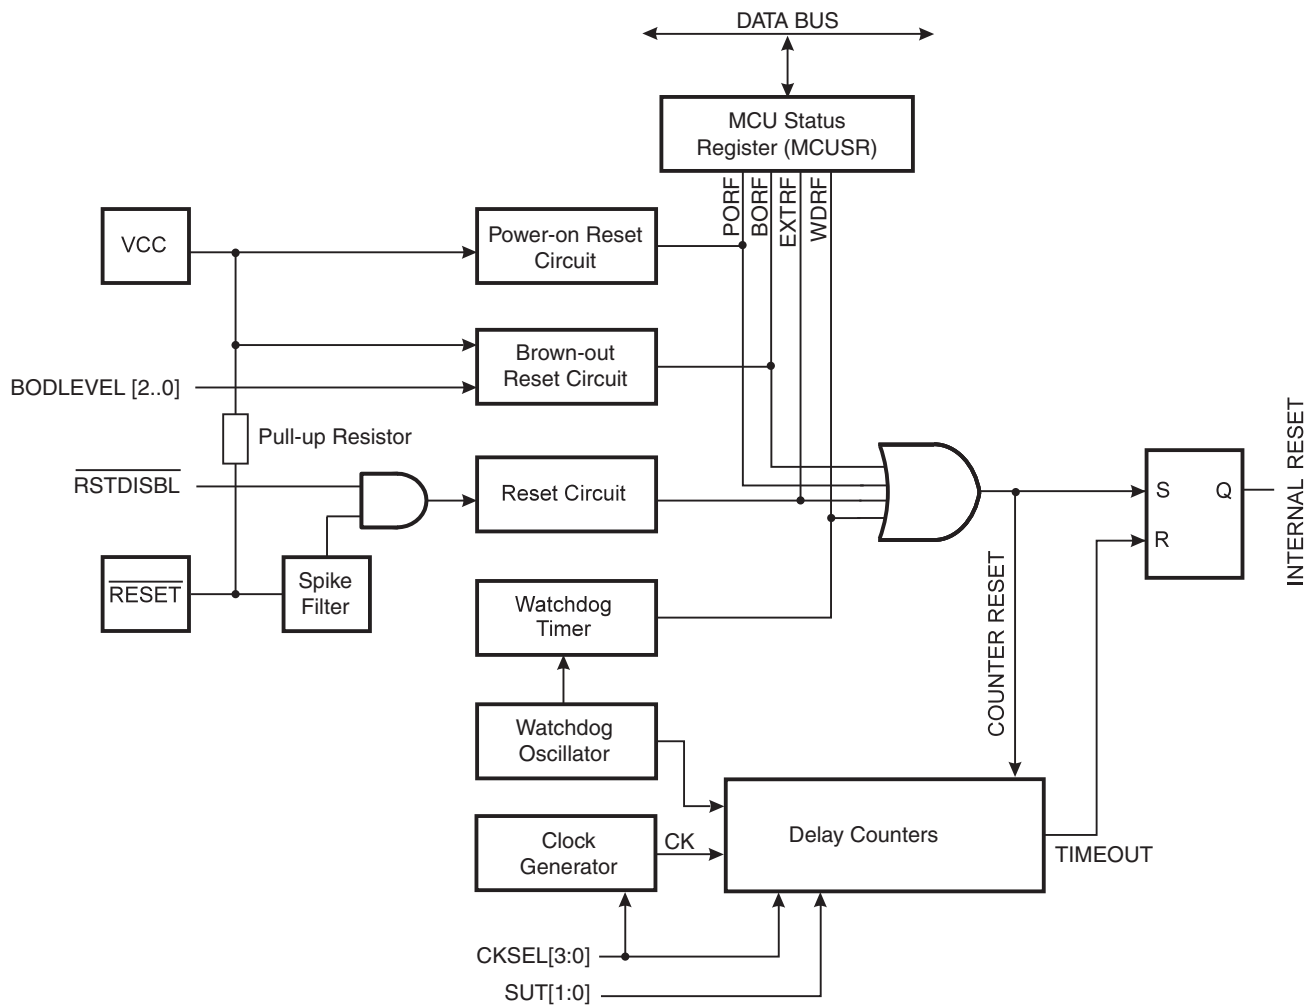 DATA BUS
MCU Status
Register (MCUSR)
PORF
BORF
EXTRF
WDRF
VCC
Power-on Reset
Circuit
Brown-out
Reset Circuit
BODLEVEL [2..0]
Pull-up Resistor
RSTDISBL
Reset Circuit
S
Q
R
INTERNAL RESET
RESET
Spike
Filter
Watchdog
Timer
COUNTER RESET
Watchdog
Oscillator
Clock
Generator
CK
Delay Counters
TIMEOUT
CKSEL[3:0]
SUT[1:0]